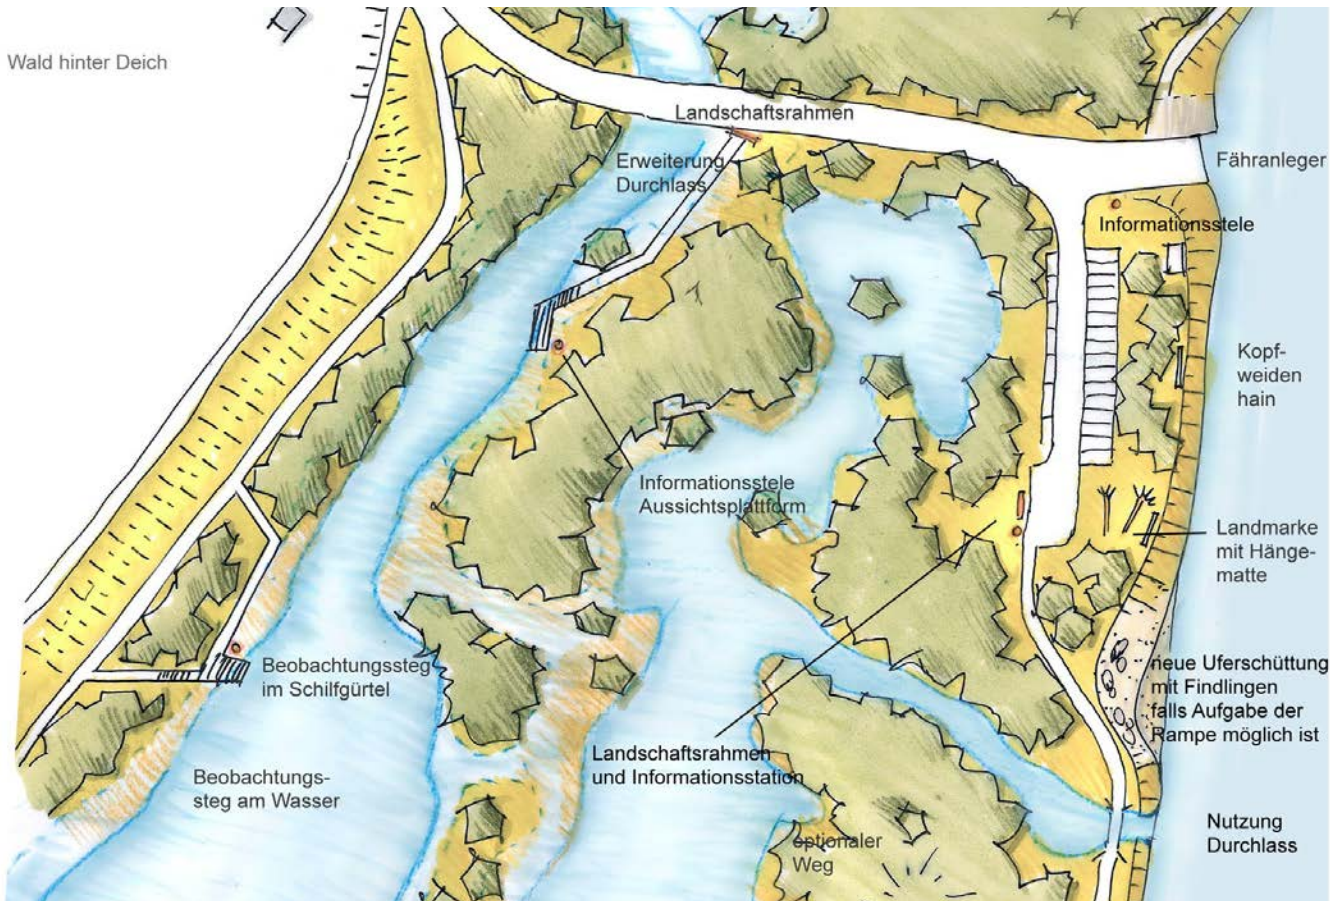 Wald hinter Deich
Landschaftsrahmen
Erweiterung
Durchlass
Fähranleger
Informationsstele
Kopf-
weiden
hain
Informationsstele
Aussichtsplattform
Landmarke
mit Hänge-
matte
Beobachtungssteg
im Schilfgürtel
neue Uferschüttung
mit Findlingen
falls Aufgabe der
Rampe möglich ist
Landschaftsrahmen
und Informationsstation
Beobachtungs-
steg am Wasser
optionaler
Weg
Nutzung
Durchlass